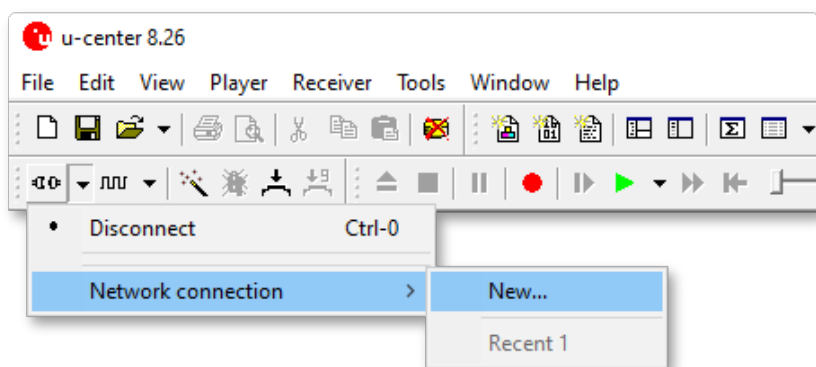 u-center 8.26
File Edit View Player Receiver Tools Window Help
Disconnect Ctrl-0
Network connection > New...
Recent 1